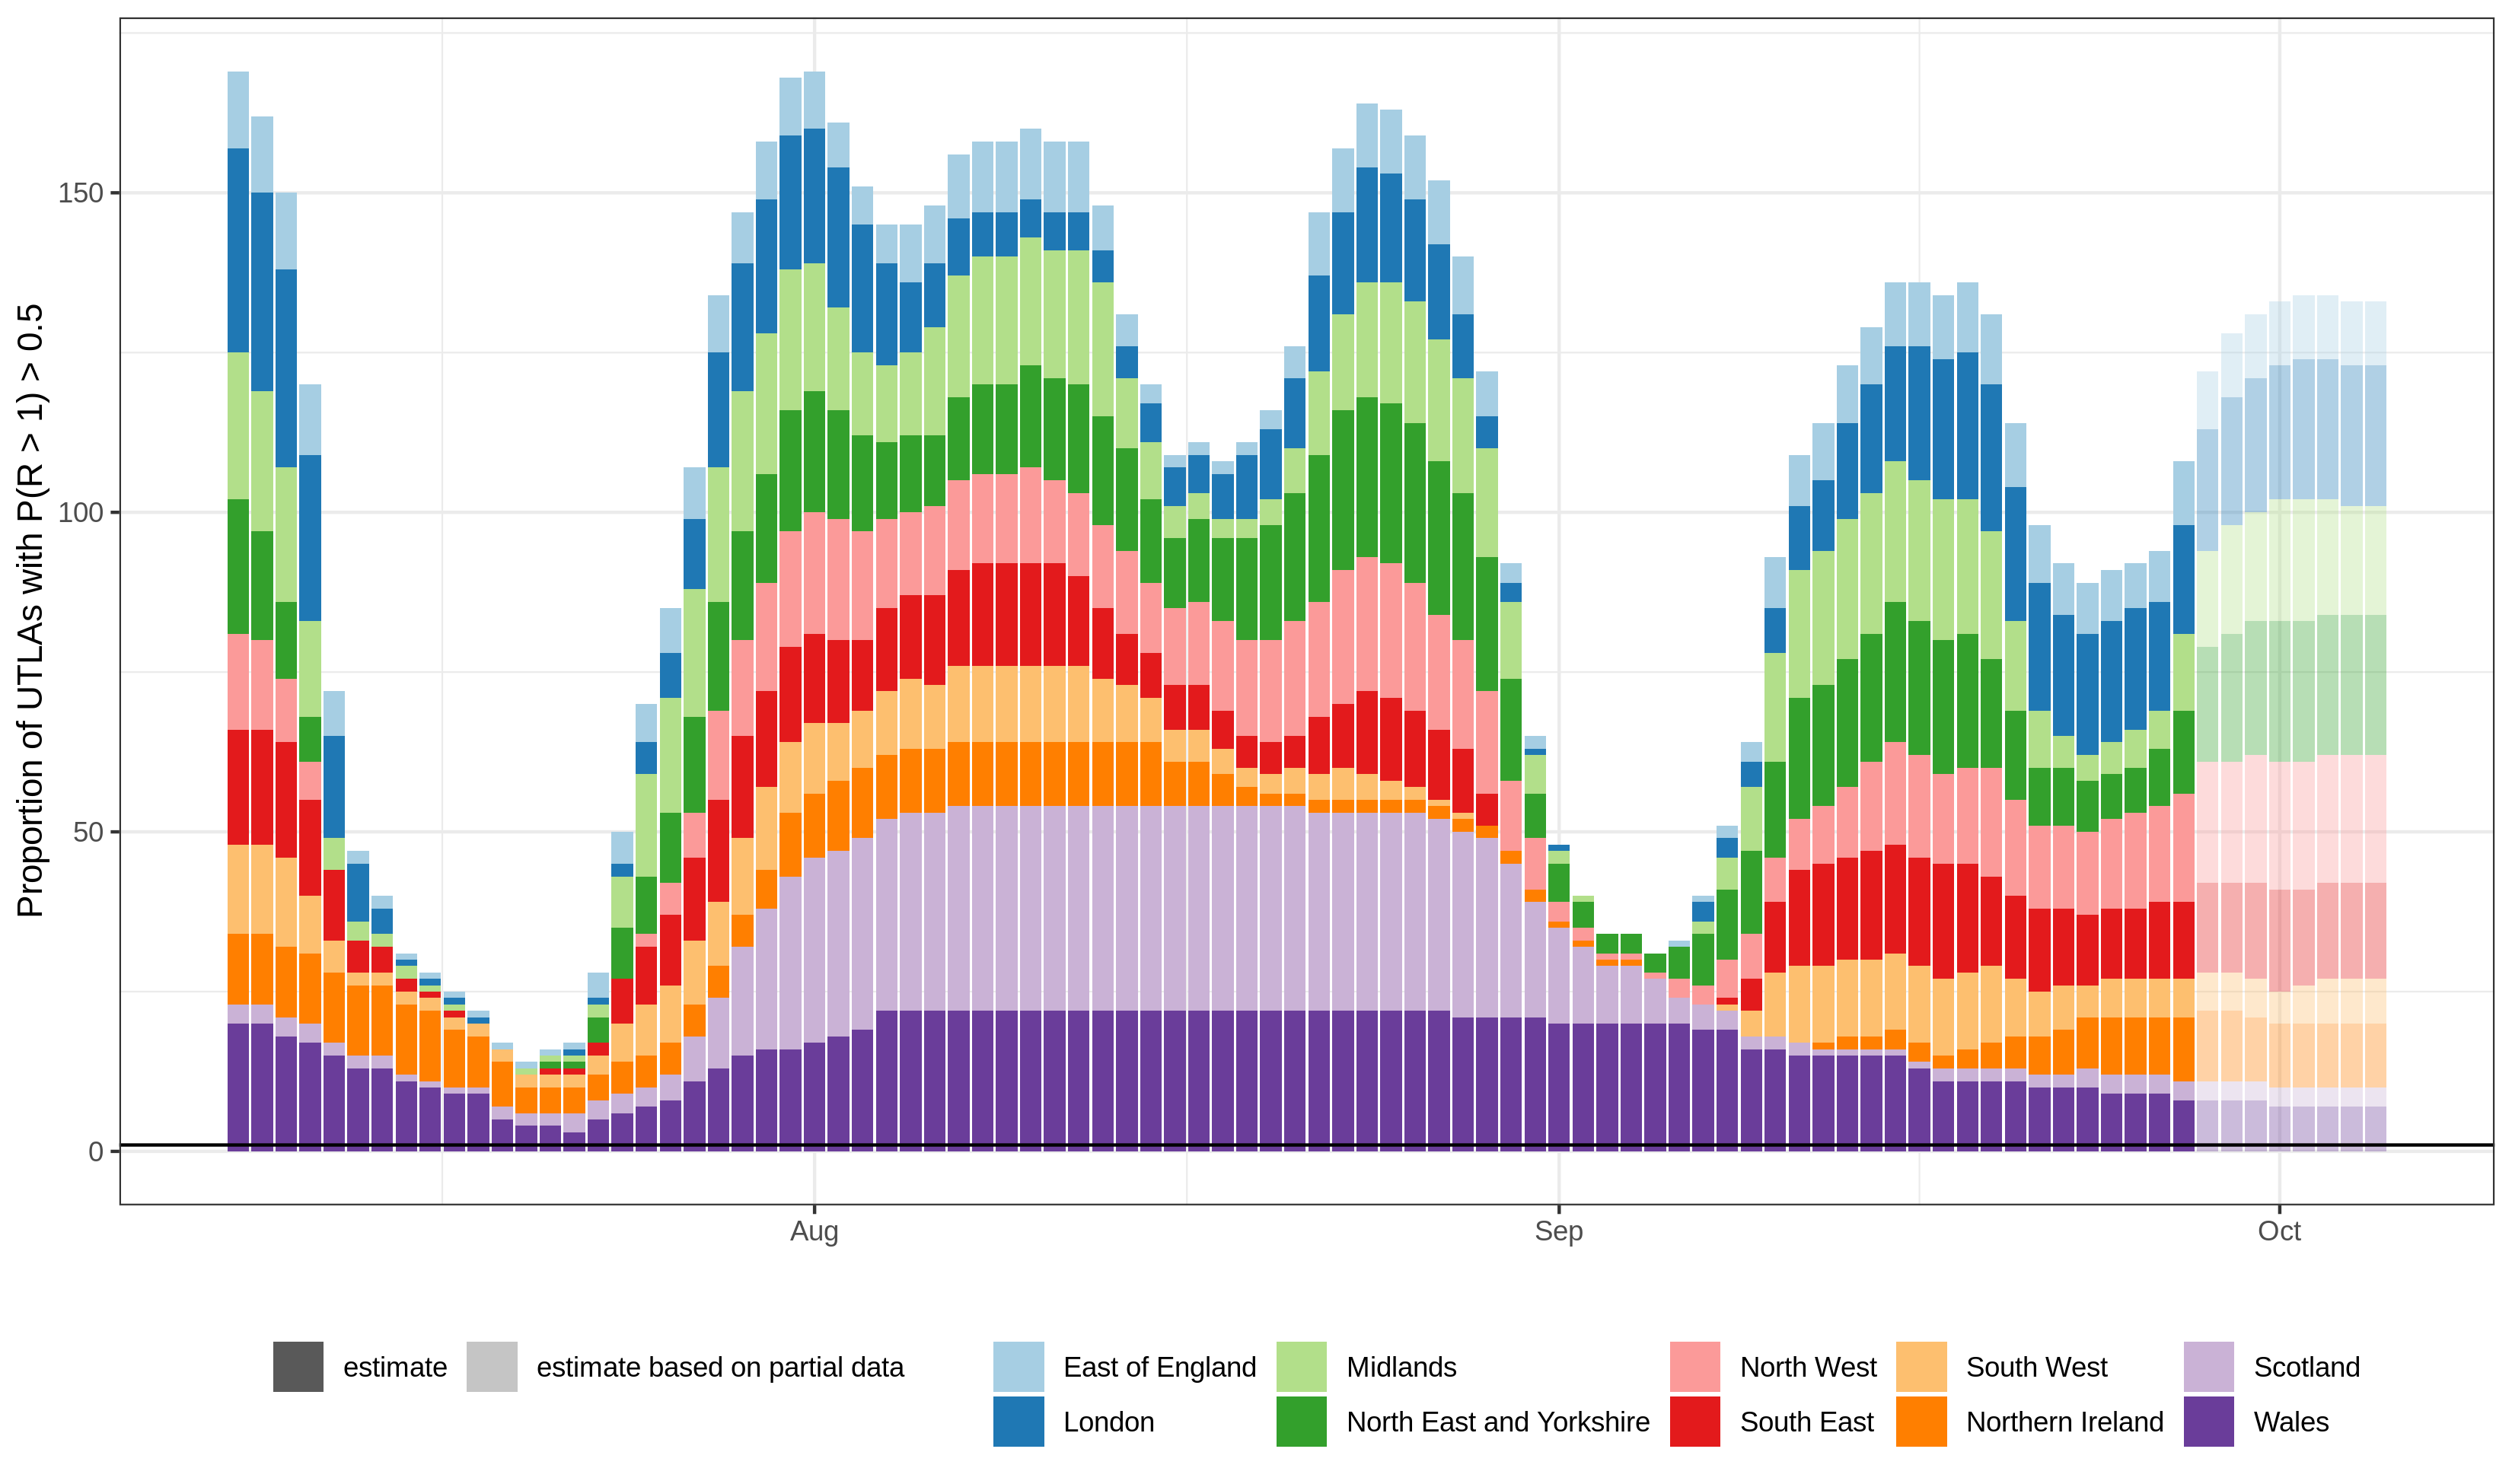 Proportion of UTLAs with P(R > 1) > 0.5
150
100
50
0
Aug Sep Oct
estimate estimate based on partial data East of England Midlands North West South West Scotland
London North East and Yorkshire South East Northern Ireland Wales